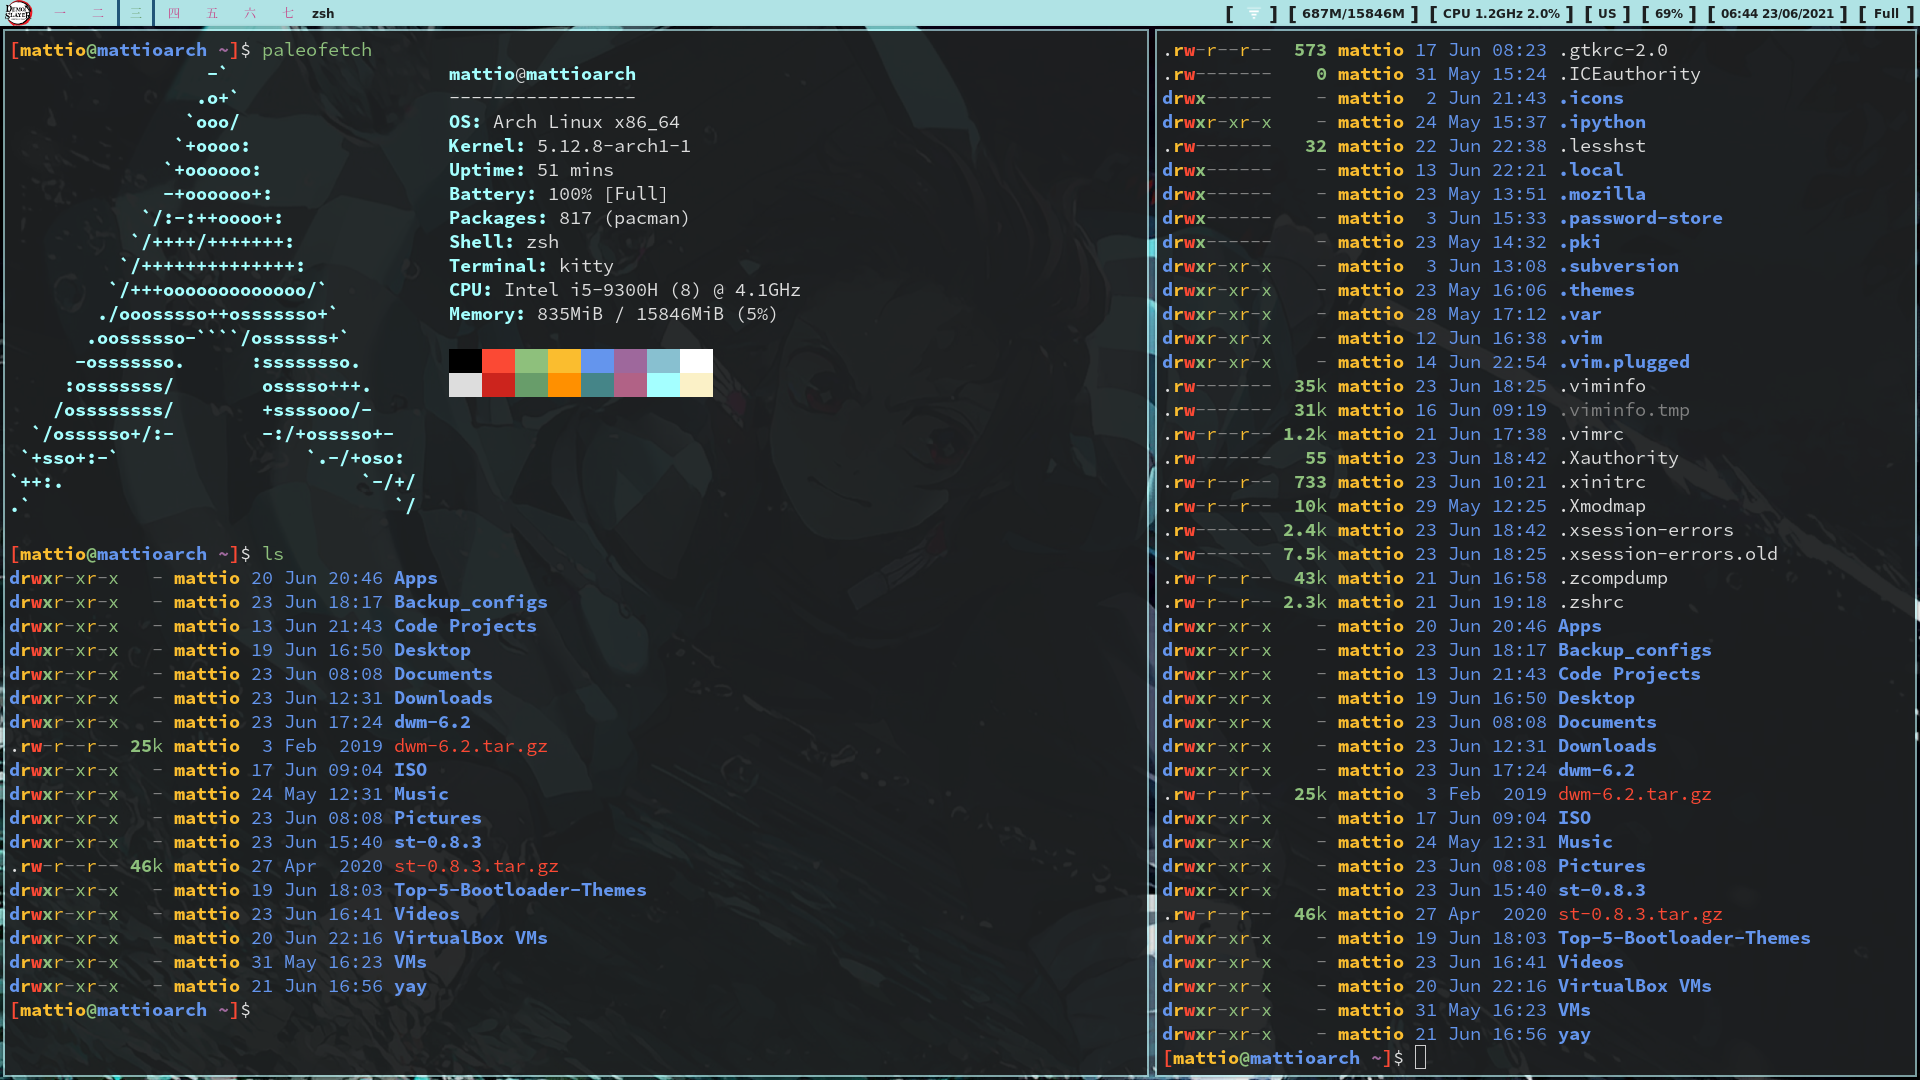 DEMON SLAYER 一 二 三 四 五 六 七 zsh [ ] [ 687M/15846M ] [ CPU 1.2GHz 2.0% ] [ US ] [ 69% ] [ 06:44 23/06/2021 ] [ Full ]
[mattio@mattioarch ~]$ paleofetch
                  -`
                 .o+`
                `ooo/
               `+oooo:
              `+oooooo:
              -+oooooo+:
            `/:-:++oooo+:
           `/++++/+++++++:
          `/++++++++++++++:
         `/+++ooooooooooooo/`
        ./ooosssso++osssssso+`
       .oossssso-````/ossssss+`
      -osssssso.      :ssssssso.
     :osssssss/        osssso+++.
    /ossssssss/        +ssssooo/-
  `/ossssso+/:-        -:/+osssso+-
 `+sso+:-`                 `.-/+oso:
`++:.                           `-/+/
.`                                 `/
mattio@mattioarch
-----------------
OS: Arch Linux x86_64
Kernel: 5.12.8-arch1-1
Uptime: 51 mins
Battery: 100% [Full]
Packages: 817 (pacman)
Shell: zsh
Terminal: kitty
CPU: Intel i5-9300H (8) @ 4.1GHz
Memory: 835MiB / 15846MiB (5%)
[mattio@mattioarch ~]$ ls
drwxr-xr-x   - mattio 20 Jun 20:46 Apps
drwxr-xr-x   - mattio 23 Jun 18:17 Backup_configs
drwxr-xr-x   - mattio 13 Jun 21:43 Code Projects
drwxr-xr-x   - mattio 19 Jun 16:50 Desktop
drwxr-xr-x   - mattio 23 Jun 08:08 Documents
drwxr-xr-x   - mattio 23 Jun 12:31 Downloads
drwxr-xr-x   - mattio 23 Jun 17:24 dwm-6.2
.rw-r--r-- 25k mattio  3 Feb  2019 dwm-6.2.tar.gz
drwxr-xr-x   - mattio 17 Jun 09:04 ISO
drwxr-xr-x   - mattio 24 May 12:31 Music
drwxr-xr-x   - mattio 23 Jun 08:08 Pictures
drwxr-xr-x   - mattio 23 Jun 15:40 st-0.8.3
.rw-r--r-- 46k mattio 27 Apr  2020 st-0.8.3.tar.gz
drwxr-xr-x   - mattio 19 Jun 18:03 Top-5-Bootloader-Themes
drwxr-xr-x   - mattio 23 Jun 16:41 Videos
drwxr-xr-x   - mattio 20 Jun 22:16 VirtualBox VMs
drwxr-xr-x   - mattio 31 May 16:23 VMs
drwxr-xr-x   - mattio 21 Jun 16:56 yay
[mattio@mattioarch ~]$
.rw-r--r--  573 mattio 17 Jun 08:23 .gtkrc-2.0
.rw-------    0 mattio 31 May 15:24 .ICEauthority
drwx------    - mattio  2 Jun 21:43 .icons
drwxr-xr-x    - mattio 24 May 15:37 .ipython
.rw-------   32 mattio 22 Jun 22:38 .lesshst
drwx------    - mattio 13 Jun 22:21 .local
drwx------    - mattio 23 May 13:51 .mozilla
drwx------    - mattio  3 Jun 15:33 .password-store
drwx------    - mattio 23 May 14:32 .pki
drwxr-xr-x    - mattio  3 Jun 13:08 .subversion
drwxr-xr-x    - mattio 23 May 16:06 .themes
drwxr-xr-x    - mattio 28 May 17:12 .var
drwxr-xr-x    - mattio 12 Jun 16:38 .vim
drwxr-xr-x    - mattio 14 Jun 22:54 .vim.plugged
.rw-------  35k mattio 23 Jun 18:25 .viminfo
.rw-------  31k mattio 16 Jun 09:19 .viminfo.tmp
.rw-r--r-- 1.2k mattio 21 Jun 17:38 .vimrc
.rw-------   55 mattio 23 Jun 18:42 .Xauthority
.rw-r--r--  733 mattio 23 Jun 10:21 .xinitrc
.rw-r--r--  10k mattio 29 May 12:25 .Xmodmap
.rw------- 2.4k mattio 23 Jun 18:42 .xsession-errors
.rw------- 7.5k mattio 23 Jun 18:25 .xsession-errors.old
.rw-r--r--  43k mattio 21 Jun 16:58 .zcompdump
.rw-r--r-- 2.3k mattio 21 Jun 19:18 .zshrc
drwxr-xr-x    - mattio 20 Jun 20:46 Apps
drwxr-xr-x    - mattio 23 Jun 18:17 Backup_configs
drwxr-xr-x    - mattio 13 Jun 21:43 Code Projects
drwxr-xr-x    - mattio 19 Jun 16:50 Desktop
drwxr-xr-x    - mattio 23 Jun 08:08 Documents
drwxr-xr-x    - mattio 23 Jun 12:31 Downloads
drwxr-xr-x    - mattio 23 Jun 17:24 dwm-6.2
.rw-r--r--  25k mattio  3 Feb  2019 dwm-6.2.tar.gz
drwxr-xr-x    - mattio 17 Jun 09:04 ISO
drwxr-xr-x    - mattio 24 May 12:31 Music
drwxr-xr-x    - mattio 23 Jun 08:08 Pictures
drwxr-xr-x    - mattio 23 Jun 15:40 st-0.8.3
.rw-r--r--  46k mattio 27 Apr  2020 st-0.8.3.tar.gz
drwxr-xr-x    - mattio 19 Jun 18:03 Top-5-Bootloader-Themes
drwxr-xr-x    - mattio 23 Jun 16:41 Videos
drwxr-xr-x    - mattio 20 Jun 22:16 VirtualBox VMs
drwxr-xr-x    - mattio 31 May 16:23 VMs
drwxr-xr-x    - mattio 21 Jun 16:56 yay
[mattio@mattioarch ~]$